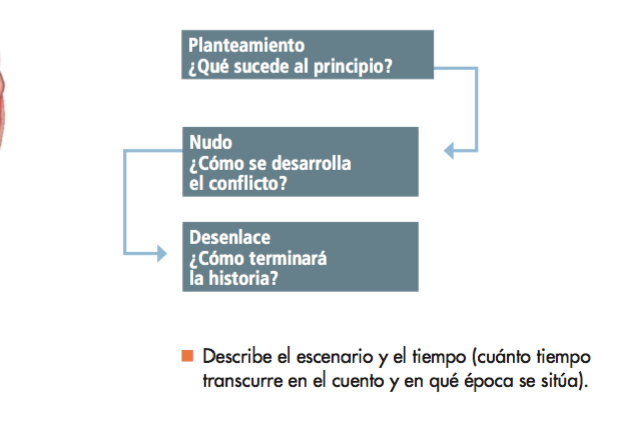 Planteamiento
¿Qué sucede al principio?
Nudo
¿Cómo se desarrolla
el conflicto?
Desenlace
¿Cómo terminará
la historia?
Describe el escenario y el tiempo (cuánto tiempo
transcurre en el cuento y en qué época se sitúa).